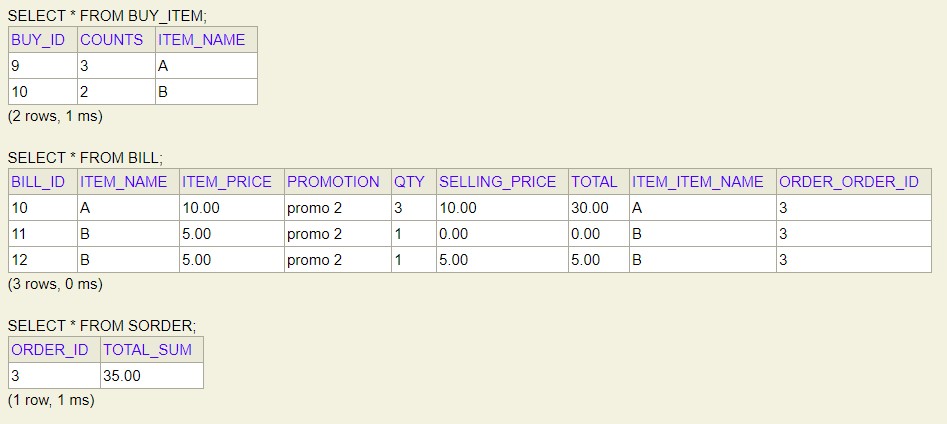 SELECT * FROM BUY_ITEM;
BUY_ID COUNTS ITEM_NAME
9 3 A
10 2 B
(2 rows, 1 ms)
SELECT * FROM BILL;
BILL_ID ITEM_NAME ITEM_PRICE PROMOTION QTY SELLING_PRICE TOTAL ITEM_ITEM_NAME ORDER_ORDER_ID
10 A 10.00 promo 2 3 10.00 30.00 A 3
11 B 5.00 promo 2 1 0.00 0.00 B 3
12 B 5.00 promo 2 1 5.00 5.00 B 3
(3 rows, 0 ms)
SELECT * FROM SORDER;
ORDER_ID TOTAL_SUM
3 35.00
(1 row, 1 ms)